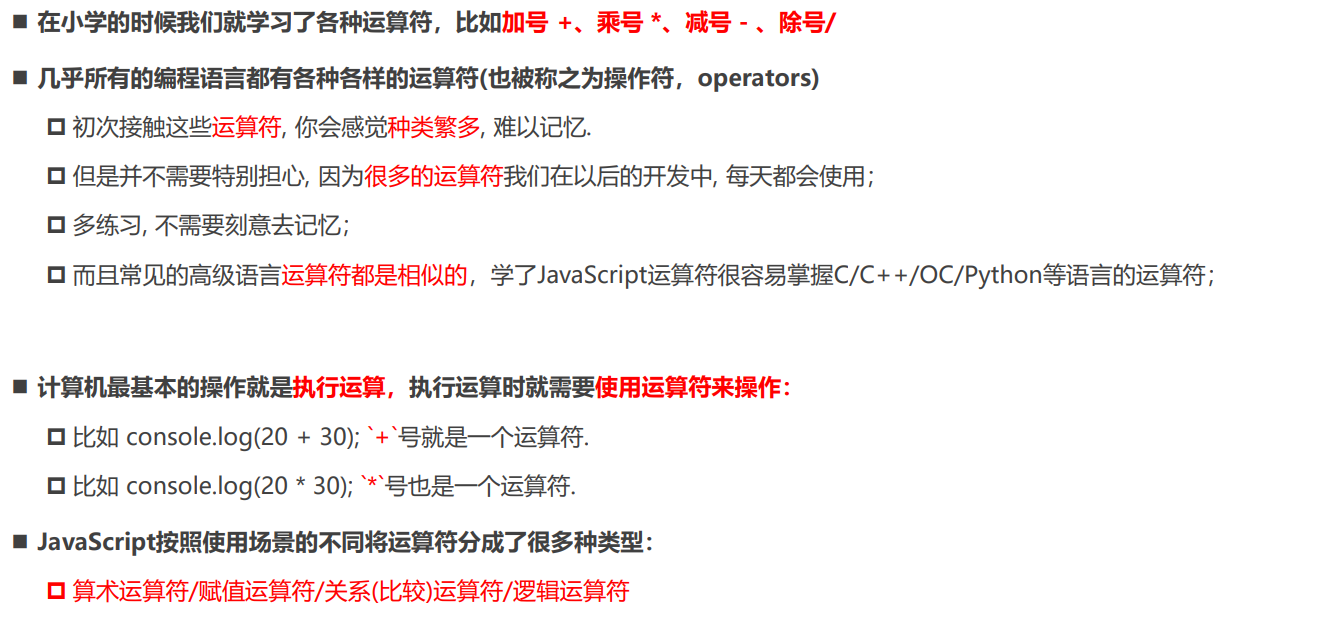 ■ 在小学的时候我们就学习了各种运算符，比如加号 +、乘号 *、减号 - 、除号/
■ 几乎所有的编程语言都有各种各样的运算符(也被称之为操作符，operators)
□ 初次接触这些运算符, 你会感觉种类繁多, 难以记忆.
□ 但是并不需要特别担心, 因为很多的运算符我们在以后的开发中, 每天都会使用；
□ 多练习, 不需要刻意去记忆；
□ 而且常见的高级语言运算符都是相似的，学了JavaScript运算符很容易掌握C/C++/OC/Python等语言的运算符；
■ 计算机最基本的操作就是执行运算，执行运算时就需要使用运算符来操作：
□ 比如 console.log(20 + 30); `+`号就是一个运算符.
□ 比如 console.log(20 * 30); `*`号也是一个运算符.
■ JavaScript按照使用场景的不同将运算符分成了很多种类型：
□ 算术运算符/赋值运算符/关系(比较)运算符/逻辑运算符